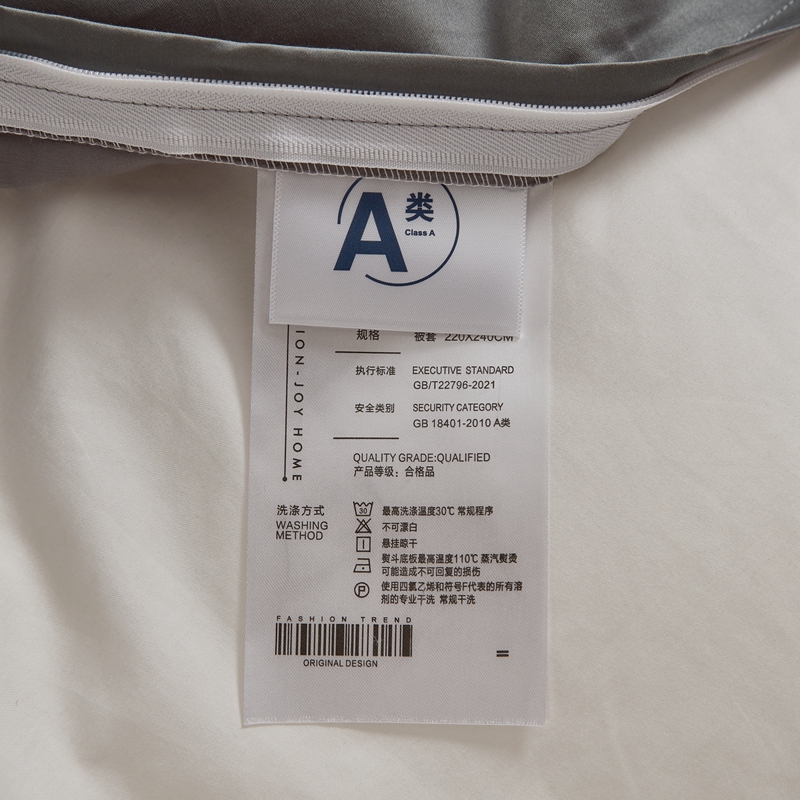 A类
Class A
规格 被套 220X240CM
执行标准 EXECUTIVE STANDARD
GB/T22796-2021
安全类别 SECURITY CATEGORY
GB 18401-2010 A类
QUALITY GRADE:QUALIFIED
产品等级：合格品
ION-JOY HOME
洗涤方式
WASHING
METHOD
30 最高洗涤温度30℃ 常规程序
不可漂白
悬挂晾干
熨斗底板最高温度110℃ 蒸汽熨烫
可能造成不可回复的损伤
P 使用四氯乙烯和符号F代表的所有溶
剂的专业干洗 常规干洗
FASHION TREND
ORIGINAL DESIGN